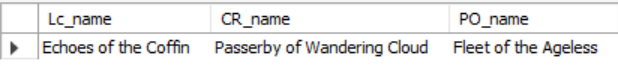 Lc_name CR_name PO_name
Echoes of the Coffin Passerby of Wandering Cloud Fleet of the Ageless